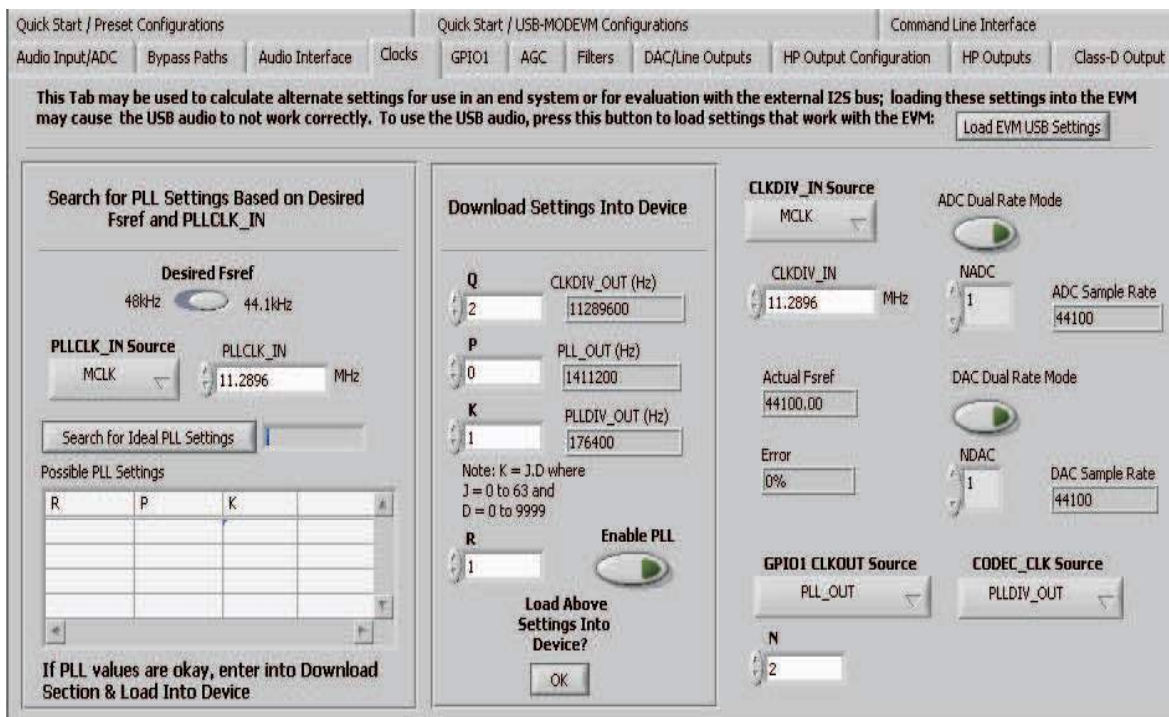 Quick Start / Preset Configurations
Quick Start / USB-MODEVM Configurations
Command Line Interface
Audio Input/ADC
Bypass Paths
Audio Interface
Clocks
GPIO1
AGC
Filters
DAC/Line Outputs
HP Output Configuration
HP Outputs
Class-D Output
This Tab may be used to calculate alternate settings for use in an end system or for evaluation with the external I2S bus; loading these settings into the EVM
may cause the USB audio to not work correctly. To use the USB audio, press this button to load settings that work with the EVM:
Load EVM USB Settings
Search for PLL Settings Based on Desired
Fsref and PLLCLK_IN
Desired Fsref
48kHz
44.1kHz
PLLCLK_IN Source
MCLK
PLLCLK_IN
11.2896
MHz
Search for Ideal PLL Settings
Possible PLL Settings
R
P
K
If PLL values are okay, enter into Download
Section & Load Into Device
Download Settings Into Device
Q
2
CLKDIV_OUT (Hz)
11289600
P
0
PLL_OUT (Hz)
1411200
K
1
PLLDIV_OUT (Hz)
176400
Note: K = J.D where
J = 0 to 63 and
D = 0 to 9999
R
1
Enable PLL
Load Above
Settings Into
Device?
OK
CLKDIV_IN Source
MCLK
ADC Dual Rate Mode
CLKDIV_IN
11.2896
MHz
NADC
1
ADC Sample Rate
44100
Actual Fsref
44100.00
DAC Dual Rate Mode
Error
0%
NDAC
1
DAC Sample Rate
44100
GPIO1 CLKOUT Source
PLL_OUT
CODEC_CLK Source
PLLDIV_OUT
N
2